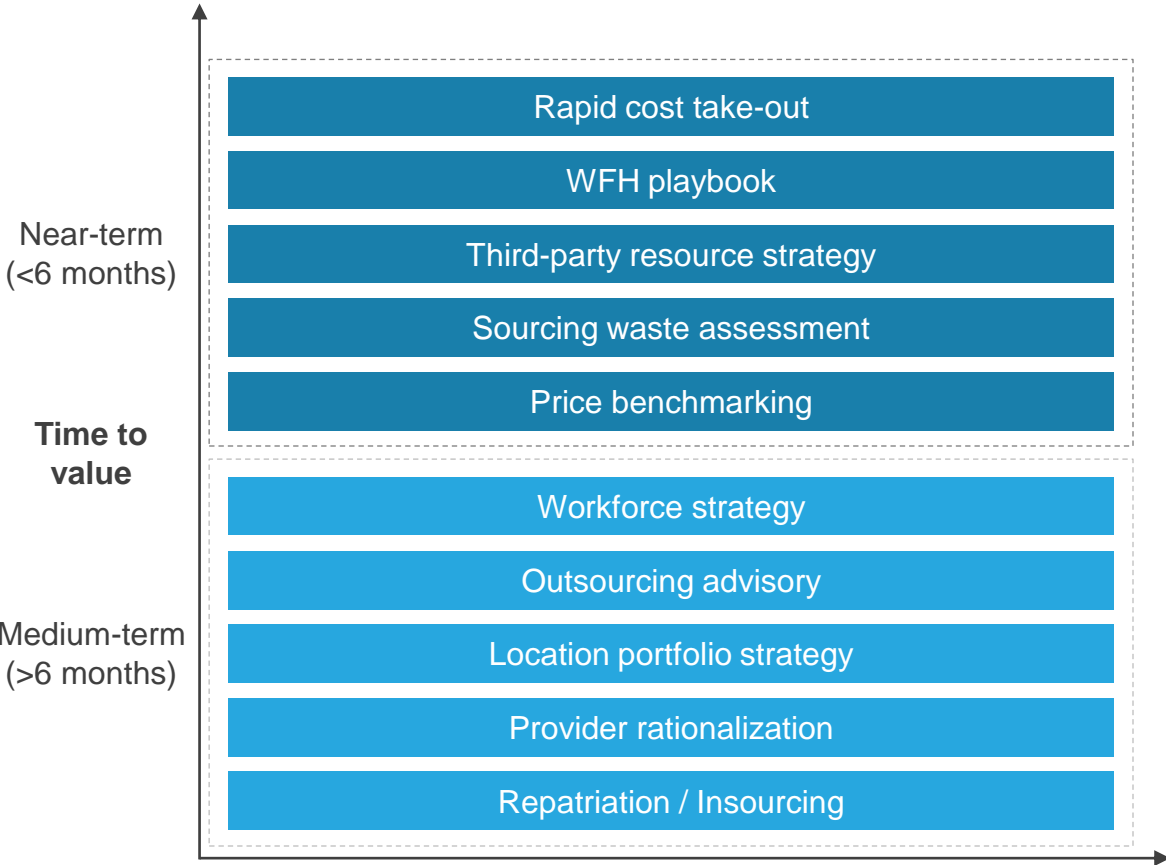 Rapid cost take-out
WFH playbook
Near-term
(<6 months)
Third-party resource strategy
Sourcing waste assessment
Price benchmarking
Time to
value
Workforce strategy
Outsourcing advisory
Medium-term
(>6 months)
Location portfolio strategy
Provider rationalization
Repatriation / Insourcing